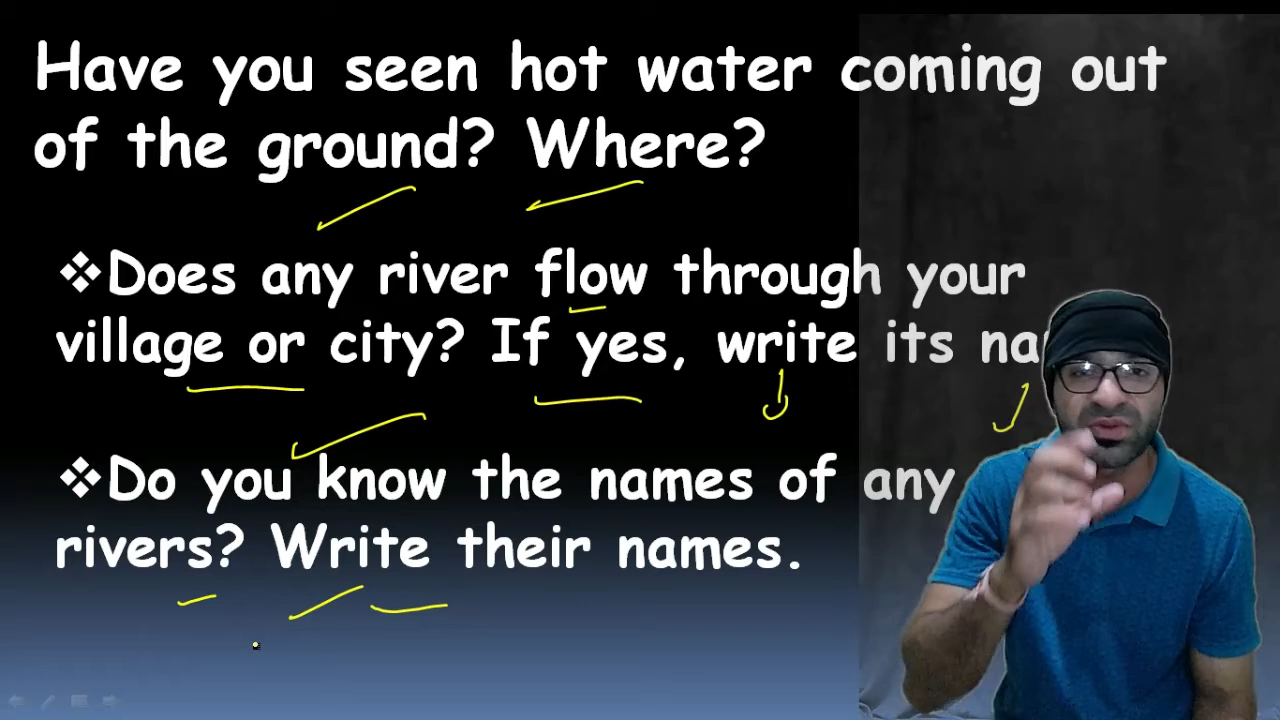 Have you seen hot water coming out
of the ground? Where?
❖Does any river flow through your
village or city? If yes, write its na
❖Do you know the names of any
rivers? Write their names.